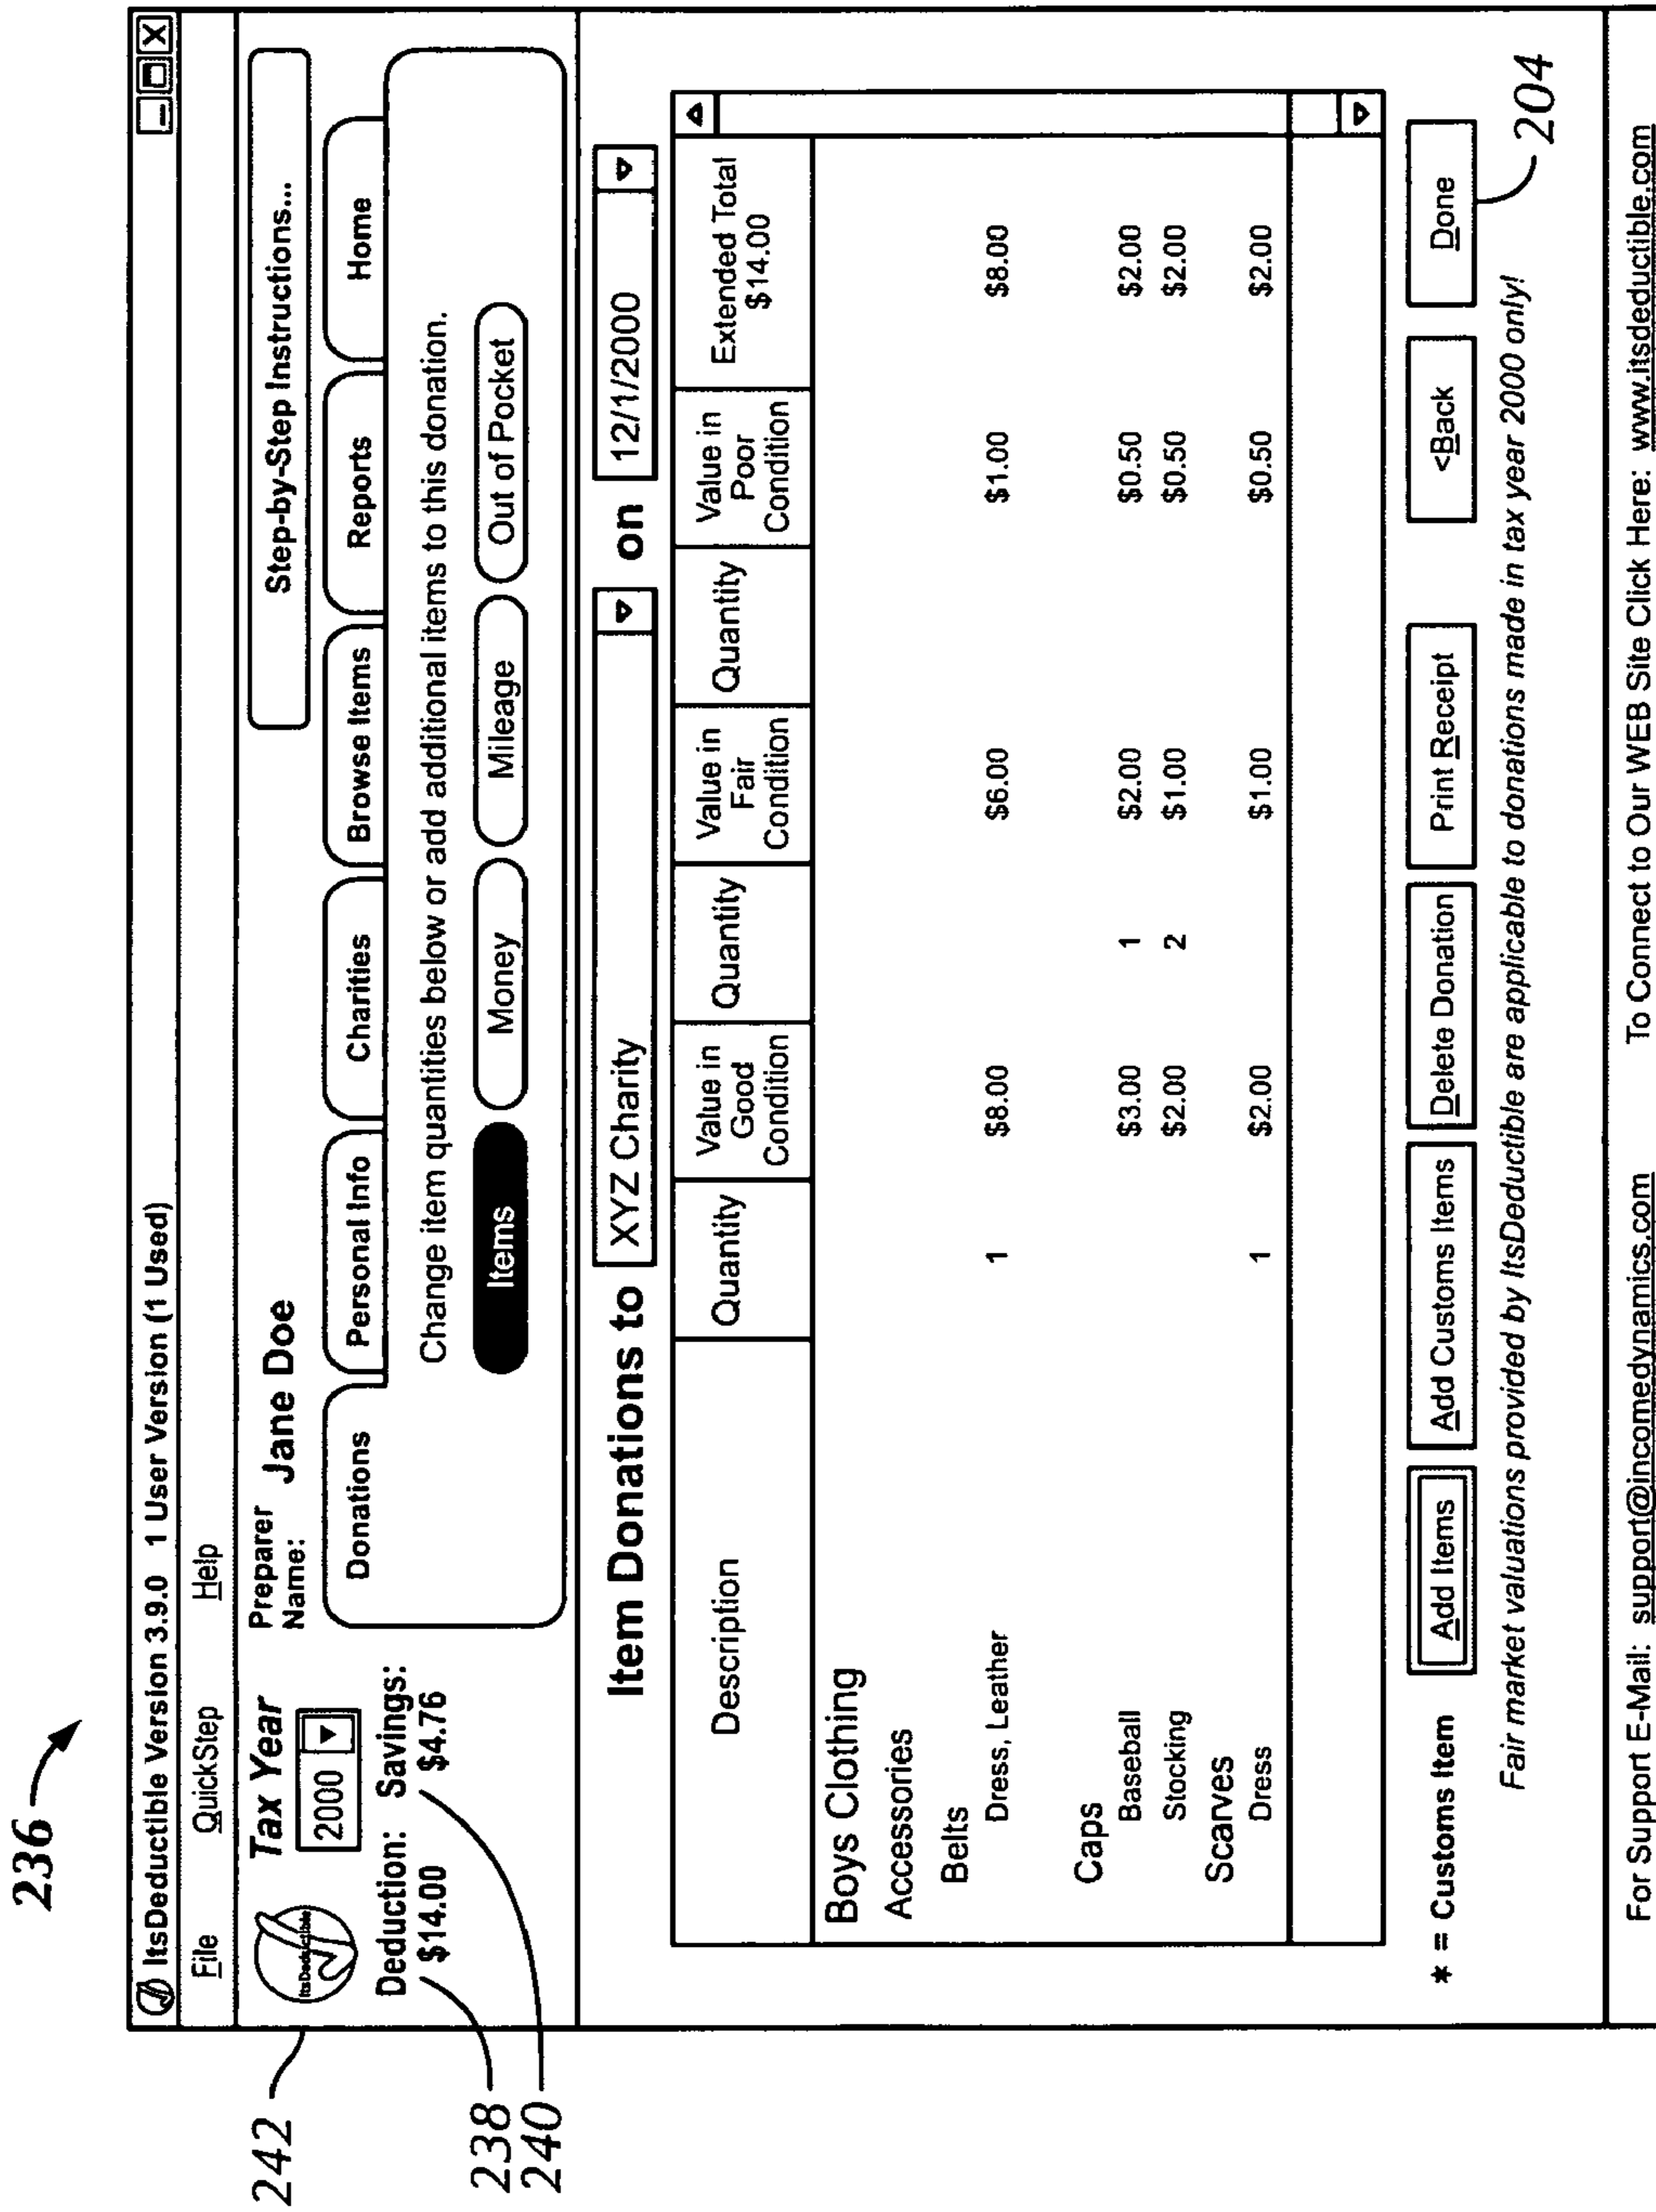 236
ItsDeductible Version 3.9.0 1 User Version (1 Used)
File QuickStep Help
242
ItsDeductible
Tax Year
2000
Preparer
Name: Jane Doe
Step-by-Step Instructions...
Deduction: Savings:
$14.00 $4.76
238
240
Donations Personal Info Charities Browse Items Reports Home
Change item quantities below or add additional items to this donation.
Items Money Mileage Out of Pocket
Item Donations to XYZ Charity on 12/1/2000
Description Quantity Value in Good Condition Quantity Value in Fair Condition Quantity Value in Poor Condition Extended Total $14.00
Boys Clothing
Accessories
Belts
Dress, Leather 1 $8.00 $6.00 $1.00 $8.00
Caps
Baseball $3.00 1 $2.00 $0.50 $2.00
Stocking $2.00 2 $1.00 $0.50 $2.00
Scarves
Dress 1 $2.00 $1.00 $0.50 $2.00
* = Customs Item Add Items Add Customs Items Delete Donation Print Receipt <Back Done
204
Fair market valuations provided by ItsDeductible are applicable to donations made in tax year 2000 only!
For Support E-Mail: support@incomedynamics.com To Connect to Our WEB Site Click Here: www.itsdeductible.com